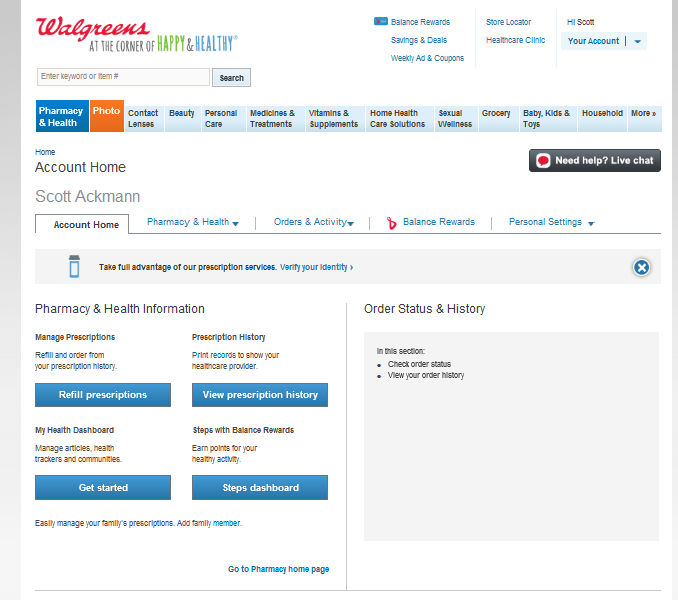 Walgreens
AT THE CORNER OF HAPPY & HEALTHY®
Balance Rewards
Savings & Deals
Weekly Ad & Coupons
Store Locator
Healthcare Clinic
Hi Scott
Your Account
Enter keyword or item #
Search
Pharmacy & Health
Photo
Contact Lenses
Beauty
Personal Care
Medicines & Treatments
Vitamins & Supplements
Home Health Care Solutions
Sexual Wellness
Grocery
Baby, Kids & Toys
Household
More »
Home
Account Home
Need help? Live chat
Scott Ackmann
Account Home
Pharmacy & Health
Orders & Activity
Balance Rewards
Personal Settings
Take full advantage of our prescription services. Verify your identity ›
Pharmacy & Health Information
Manage Prescriptions
Refill and order from
your prescription history.
Refill prescriptions
Prescription History
Print records to show your
healthcare provider.
View prescription history
My Health Dashboard
Manage articles, health
trackers and communities.
Get started
Steps with Balance Rewards
Earn points for your
healthy activity.
Steps dashboard
Easily manage your family's prescriptions. Add family member.
Go to Pharmacy home page
Order Status & History
In this section:
Check order status
View your order history